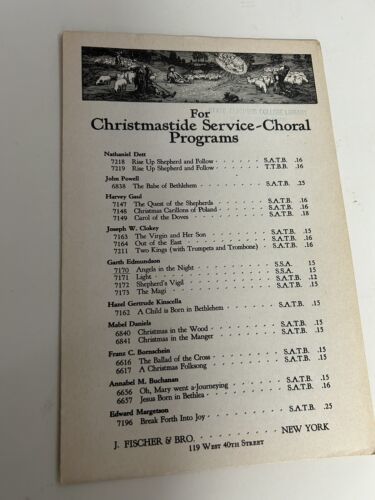 For
STATE TEACHERS COLLEGE LIBRARY
Christmastide Service-Choral
Programs
Nathaniel Dett
7218 Rise Up Shepherd and Follow . . . . . . S.A.T.B. .16
7219 Rise Up Shepherd and Follow . . . . . . T.T.B.B. .16
John Powell
6838 The Babe of Bethlehem . . . . . . . . . S.A.T.B. .25
Harvey Gaul
7147 The Quest of the Shepherds . . . . . . . S.A.T.B. .16
7148 Christmas Carillons of Poland . . . . . . S.A.T.B. .16
7149 Carol of the Doves . . . . . . . . . . S.A.T.B. .18
Joseph W. Clokey
7163 The Virgin and Her Son . . . . . . . . S.A.T.B. .15
7164 Out of the East . . . . . . . . . . . S.A.T.B. .16
7211 Two Kings (with Trumpets and Trombone) . S.A.T.B. .16
Garth Edmundson
7170 Angels in the Night . . . . . . . . . . S.S.A. 15
7171 Light . . . . . . . . . . . . . . . S.S.A. .15
7172 Shepherd's Vigil . . . . . . . . . . . S.A.T.B. .12
7173 The Magi . . . . . . . . . . . . . . S.A.T.B. .15
Hazel Gertrude Kinscella
7162 A Child is Born in Bethlehem . . . . . . . S.A.T.B. .15
Mabel Daniels
6840 Christmas in the Wood . . . . . . . . . S.A.T.B. .15
6841 Christmas in the Manger . . . . . . . . S.A.T.B. .15
Franz C. Bornschein
6616 The Ballad of the Cross . . . . . . . . . S.A.T.B. .15
6617 A Christmas Folksong . . . . . . . . . S.A.T.B. .15
Annabel M. Buchanan
6656 Oh, Mary went a-Journeying . . . . . . . S.A.T.B. .15
6657 Jesus Born in Bethlea . . . . . . . . . . S.A.T.B. .16
Edward Margetson
7196 Break Forth Into Joy . . . . . . . . . . S.A.T.B. .25
J. FISCHER & BRO. . . . . . . . . . NEW YORK
119 WEST 40TH STREET